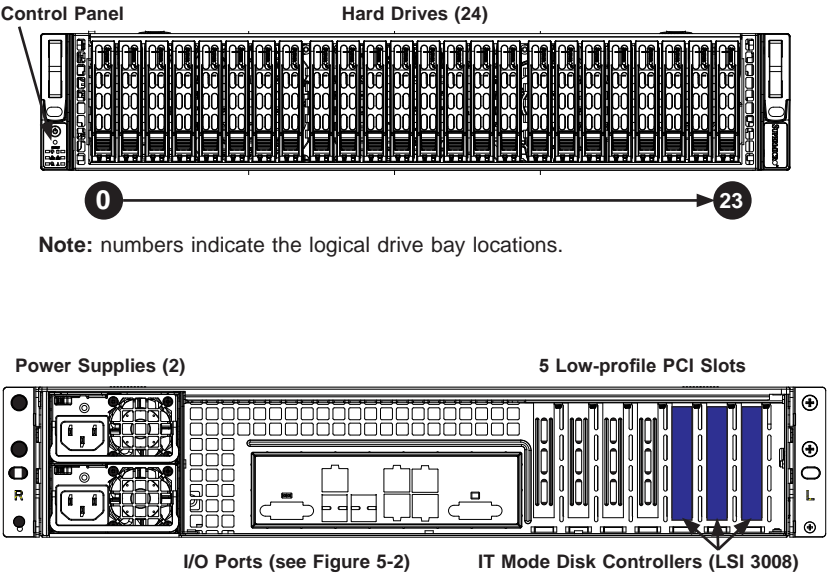 Control Panel
Hard Drives (24)
0
23
Note: numbers indicate the logical drive bay locations.
Power Supplies (2)
5 Low-profile PCI Slots
R
L
I/O Ports (see Figure 5-2)
IT Mode Disk Controllers (LSI 3008)